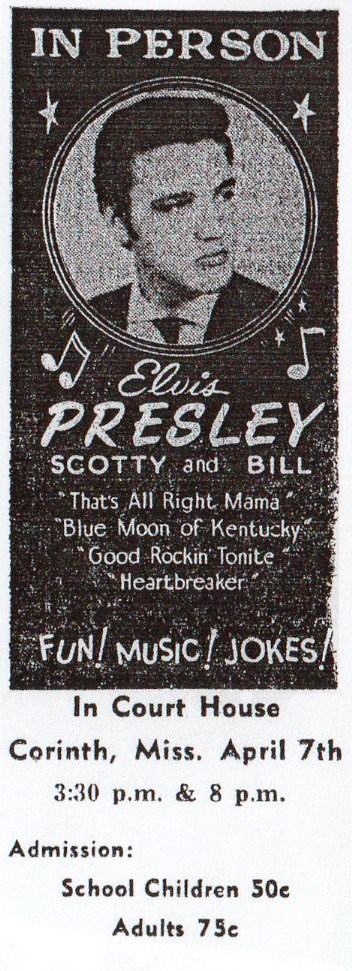 IN PERSON
Elvis
PRESLEY
SCOTTY and BILL
"That's All Right Mama"
"Blue Moon of Kentucky"
"Good Rockin' Tonite"
"Heartbreaker"
FUN! MUSIC! JOKES!
In Court House
Corinth, Miss. April 7th
3:30 p.m. & 8 p.m.
Admission:
School Children 50c
Adults 75c